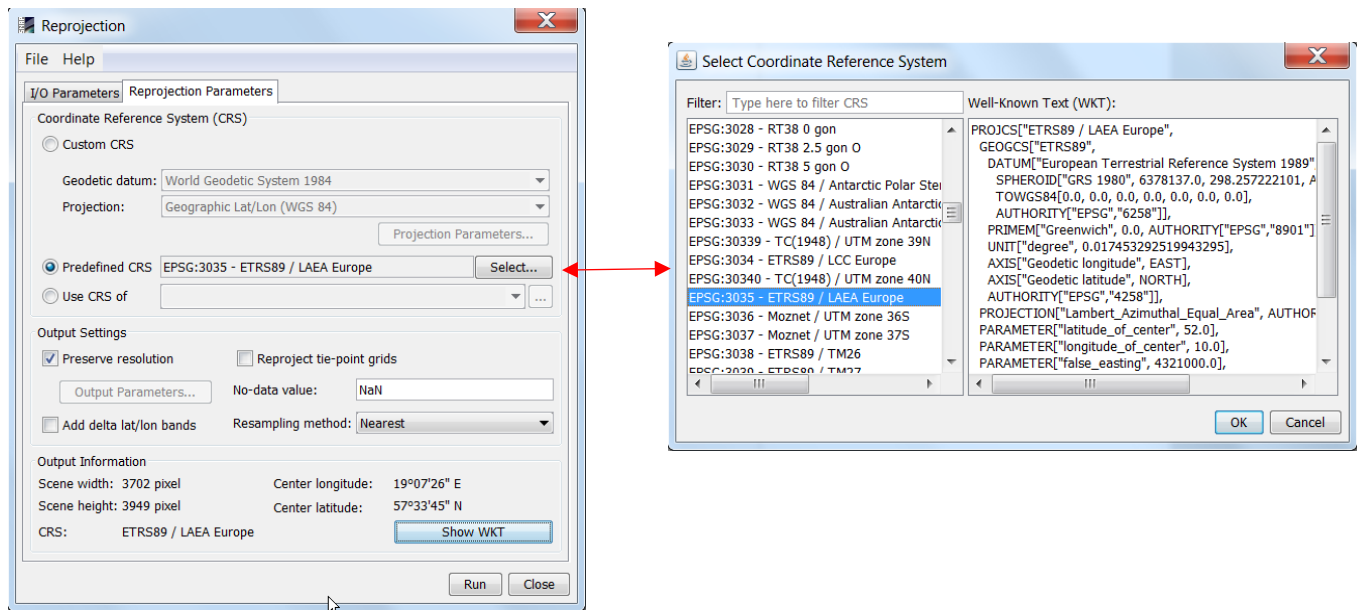 Reprojection
File Help
I/O Parameters Reprojection Parameters
Coordinate Reference System (CRS)
Custom CRS
Geodetic datum: World Geodetic System 1984
Projection: Geographic Lat/Lon (WGS 84)
Projection Parameters...
Predefined CRS EPSG:3035 - ETRS89 / LAEA Europe Select...
Use CRS of ...
Output Settings
Preserve resolution Reproject tie-point grids
Output Parameters... No-data value: NaN
Add delta lat/lon bands Resampling method: Nearest
Output Information
Scene width: 3702 pixel Center longitude: 19°07'26" E
Scene height: 3949 pixel Center latitude: 57°33'45" N
CRS: ETRS89 / LAEA Europe Show WKT
Run Close
Select Coordinate Reference System
Filter: Type here to filter CRS
EPSG:3028 - RT38 0 gon
EPSG:3029 - RT38 2.5 gon O
EPSG:3030 - RT38 5 gon O
EPSG:3031 - WGS 84 / Antarctic Polar Ster
EPSG:3032 - WGS 84 / Australian Antarctic
EPSG:3033 - WGS 84 / Australian Antarctic
EPSG:30339 - TC(1948) / UTM zone 39N
EPSG:3034 - ETRS89 / LCC Europe
EPSG:30340 - TC(1948) / UTM zone 40N
EPSG:3035 - ETRS89 / LAEA Europe
EPSG:3036 - Moznet / UTM zone 36S
EPSG:3037 - Moznet / UTM zone 37S
EPSG:3038 - ETRS89 / TM26
EPSG:3039 - ETRS89 / TM27
Well-Known Text (WKT):
PROJCS["ETRS89 / LAEA Europe",
GEOGCS["ETRS89",
DATUM["European Terrestrial Reference System 1989"
SPHEROID["GRS 1980", 6378137.0, 298.257222101, A
TOWGS84[0.0, 0.0, 0.0, 0.0, 0.0, 0.0, 0.0],
AUTHORITY["EPSG","6258"]],
PRIMEM["Greenwich", 0.0, AUTHORITY["EPSG","8901"]
UNIT["degree", 0.017453292519943295],
AXIS["Geodetic longitude", EAST],
AXIS["Geodetic latitude", NORTH],
AUTHORITY["EPSG","4258"]],
PROJECTION["Lambert_Azimuthal_Equal_Area", AUTHOR
PARAMETER["latitude_of_center", 52.0],
PARAMETER["longitude_of_center", 10.0],
PARAMETER["false_easting", 4321000.0],
OK Cancel